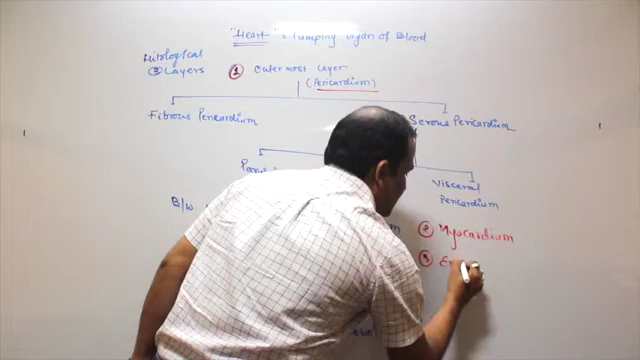 "Heart" = Pumping Organ of Blood
Histological
③ Layers
① Outermost Layer
(Pericardium)
Fibrous Pericardium
Serous Pericardium
Visceral
Pericardium
B/w
② Myocardium
③